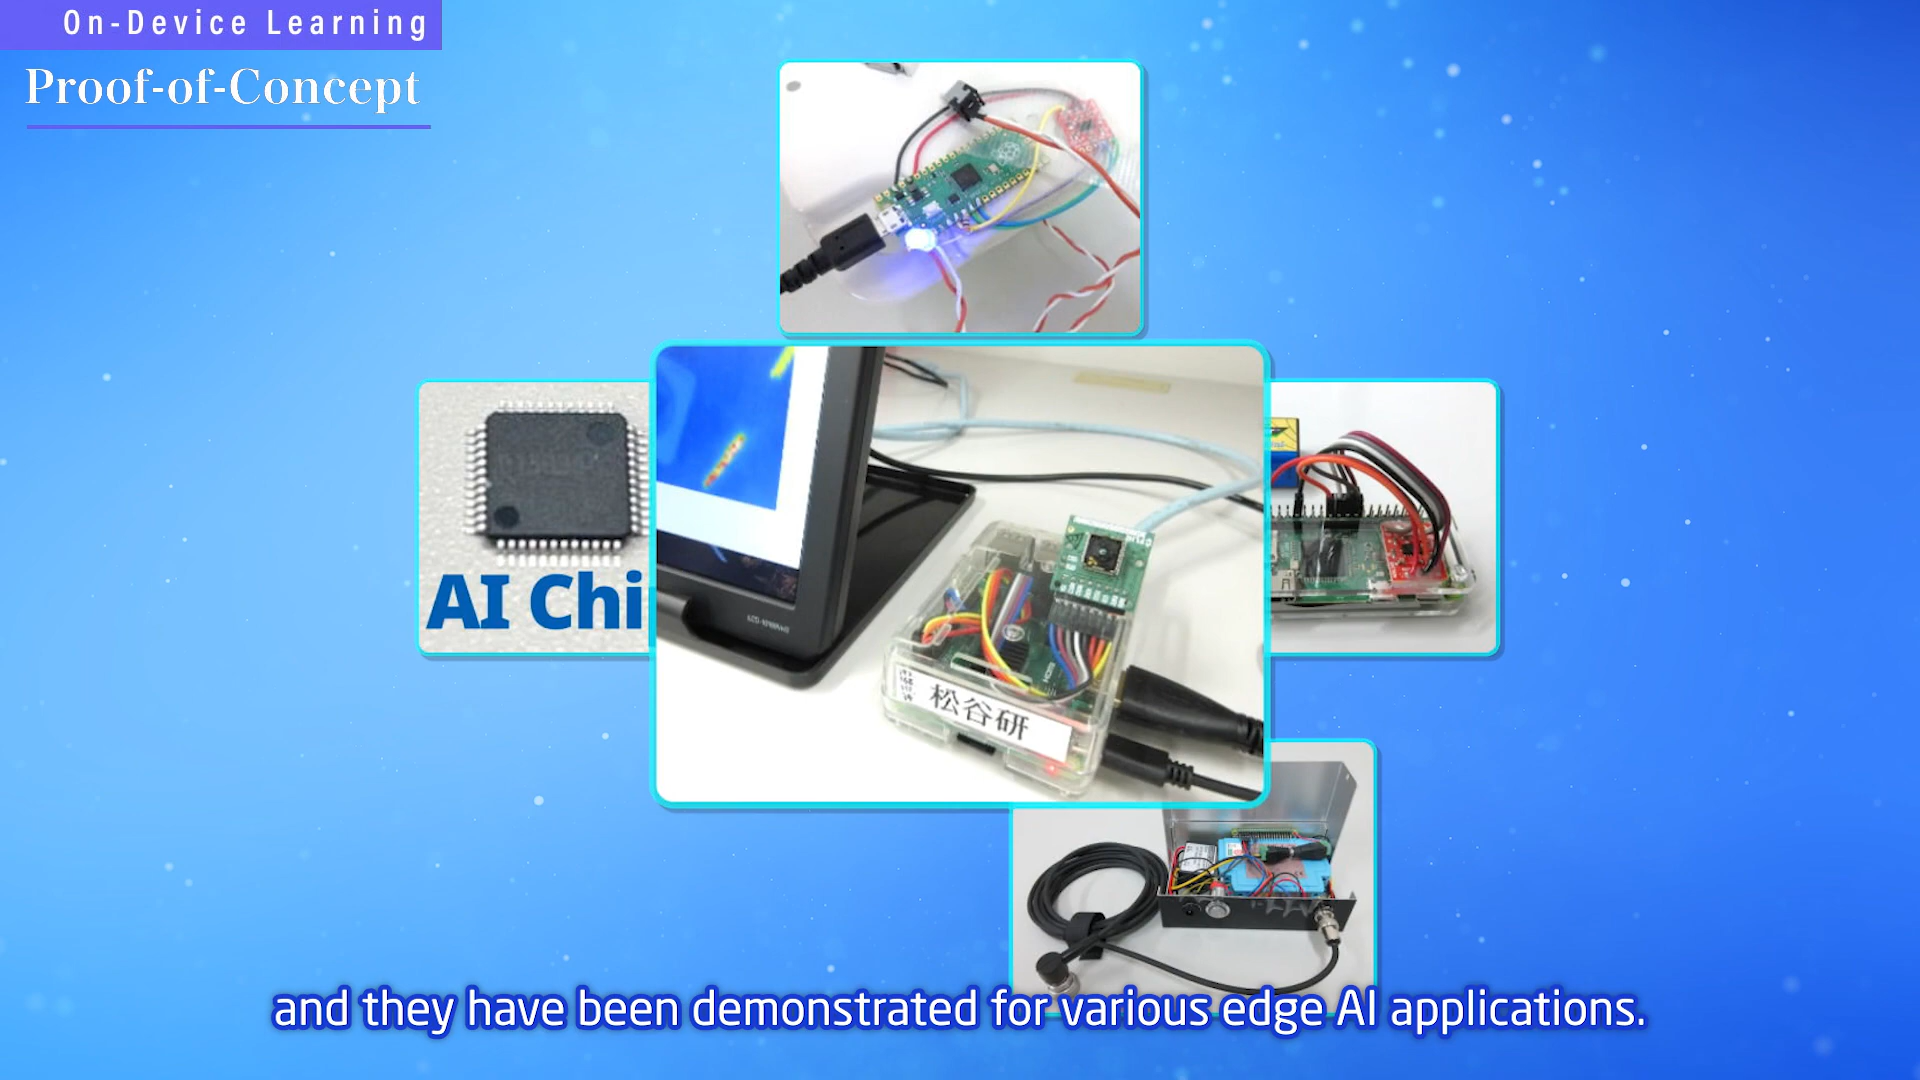 On-Device Learning
Proof-of-Concept
AI Chi
松谷研
and they have been demonstrated for various edge AI applications.